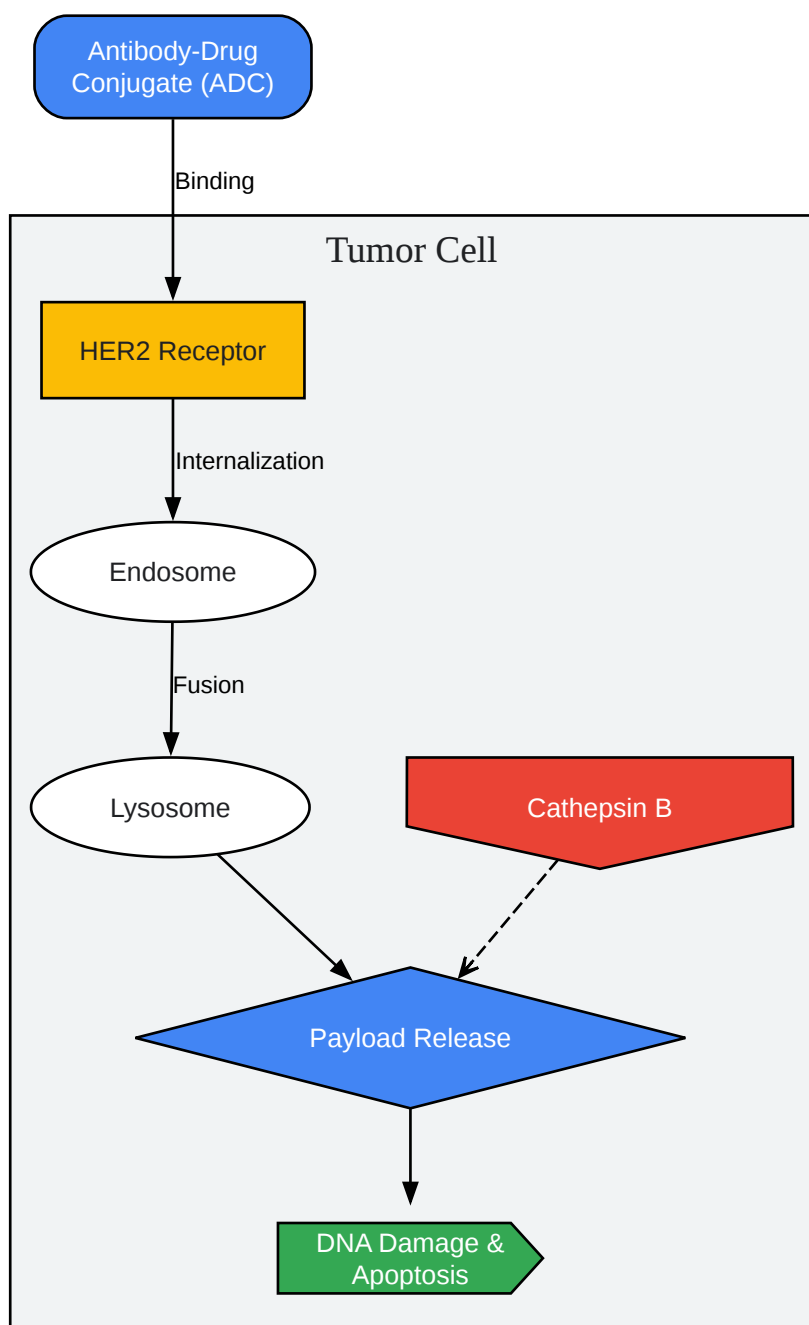 Antibody-Drug
Conjugate (ADC)
Binding
Tumor Cell
HER2 Receptor
Internalization
Endosome
Fusion
Lysosome
Cathepsin B
Payload Release
DNA Damage &
Apoptosis